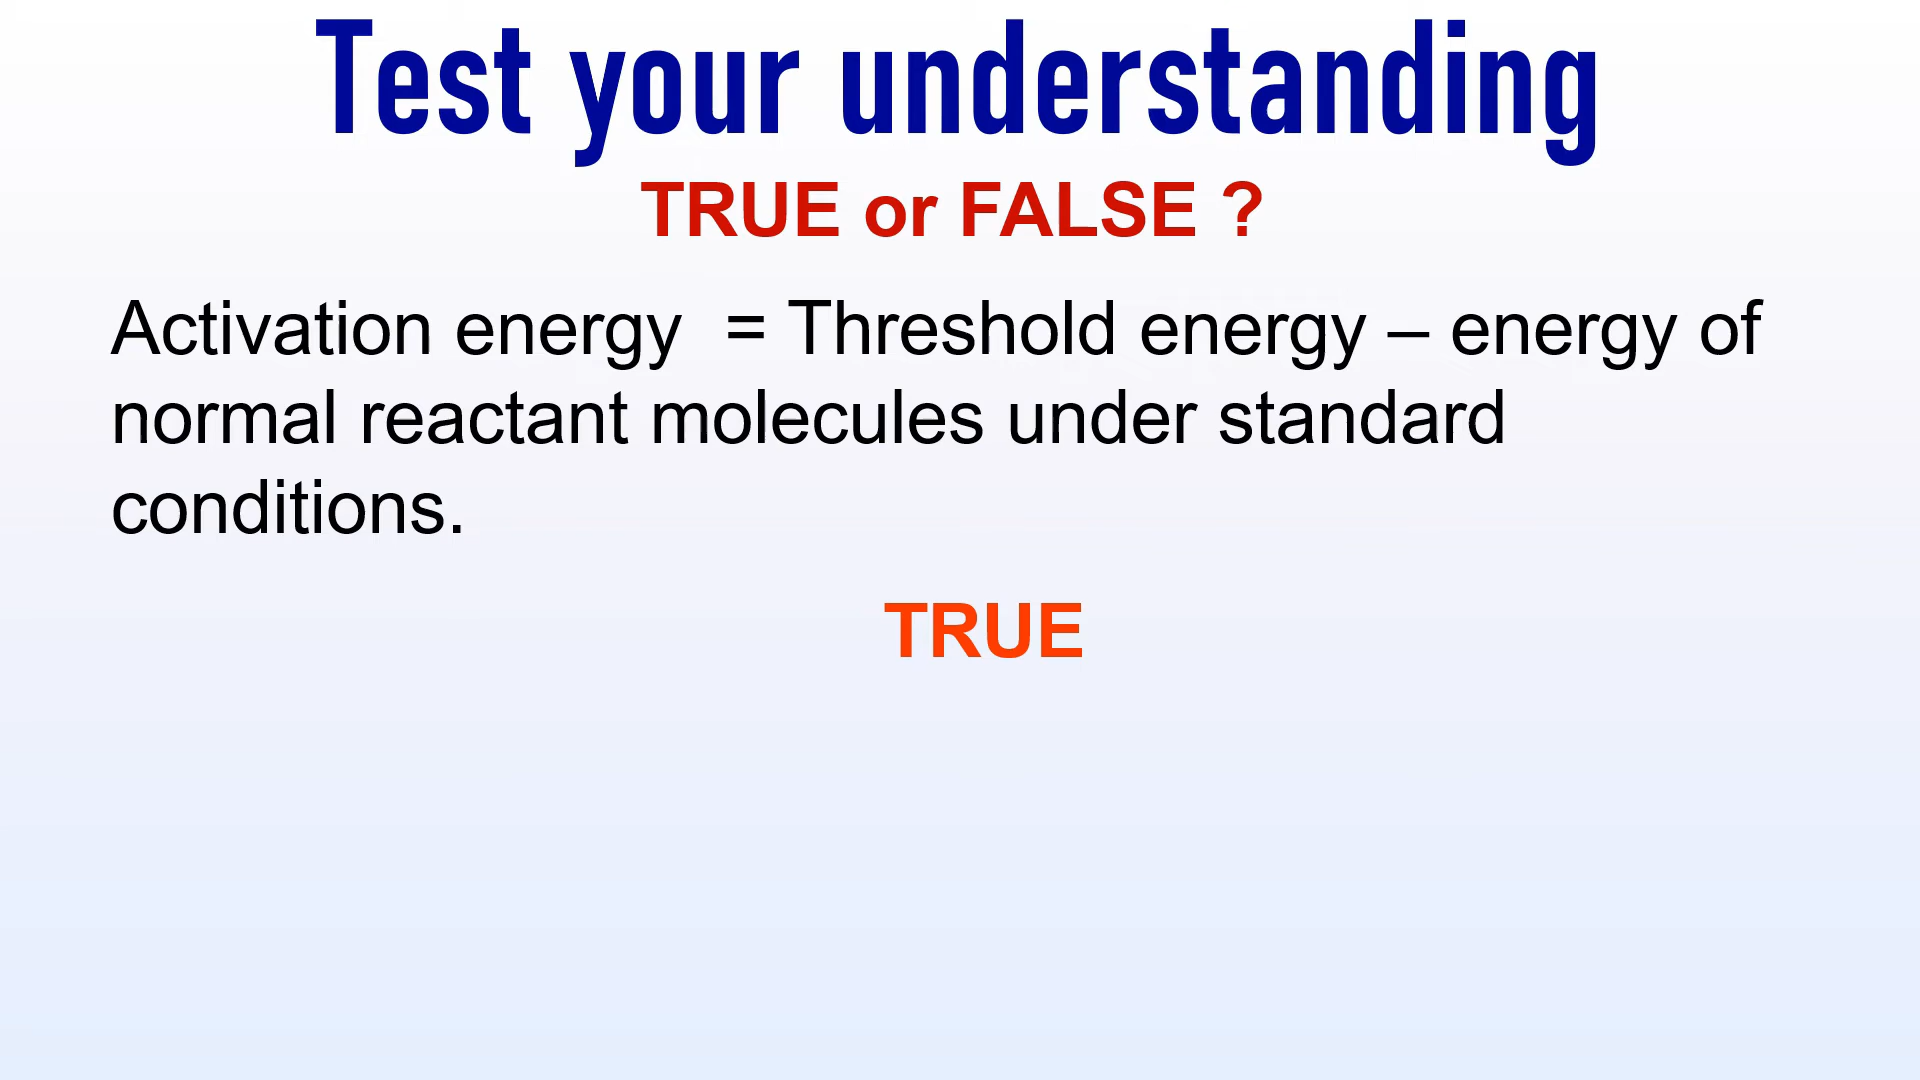 Test your understanding
TRUE or FALSE ?
Activation energy  = Threshold energy – energy of
normal reactant molecules under standard
conditions.
TRUE